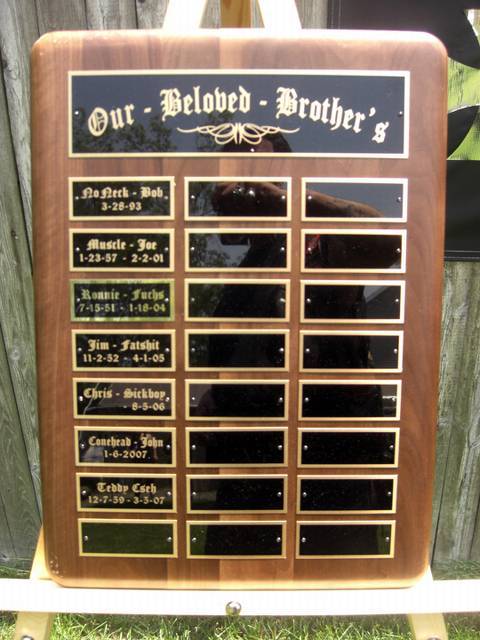 Our - Beloved - Brother's
NoNeck - Bob
3-28-93
Muscle - Joe
1-23-57 - 2-2-01
Ronnie - Fuchs
7-15-51 - 1-18-04
Jim - Fatshit
11-2-52 - 4-1-05
Chris - Sickboy
- 8-5-06
Conehead - John
1-6-2007
Teddy Cseh
12-7-59 - 3-5-07